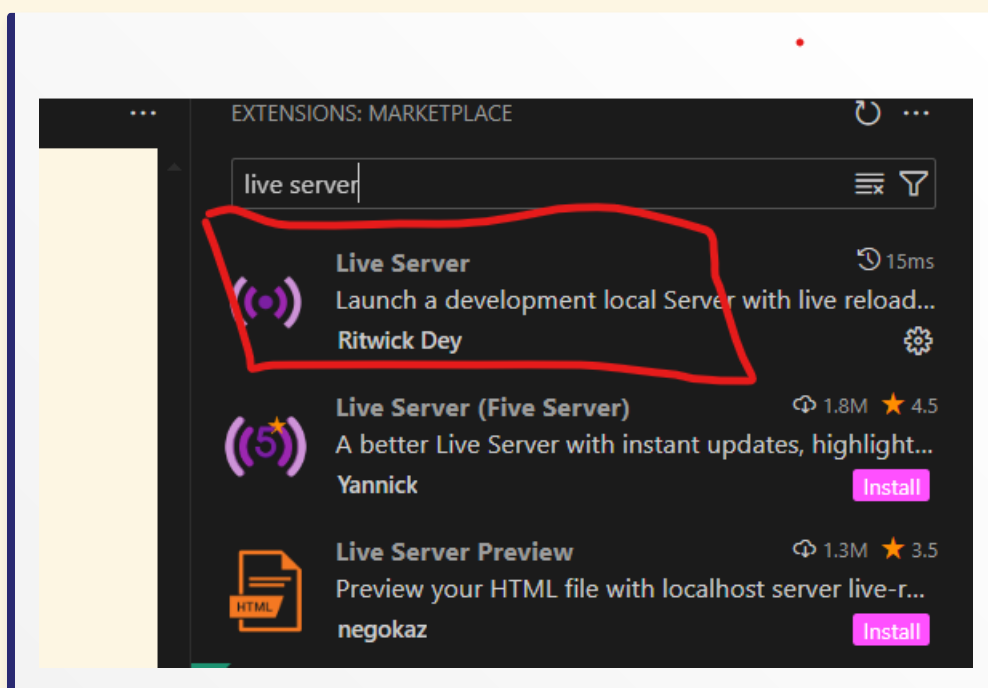 EXTENSIONS: MARKETPLACE
live server
Live Server 15ms
Launch a development local Server with live reload...
Ritwick Dey
Live Server (Five Server) 1.8M 4.5
5
A better Live Server with instant updates, highlight...
Yannick Install
Live Server Preview 1.3M 3.5
Preview your HTML file with localhost server live-r...
HTML
negokaz Install